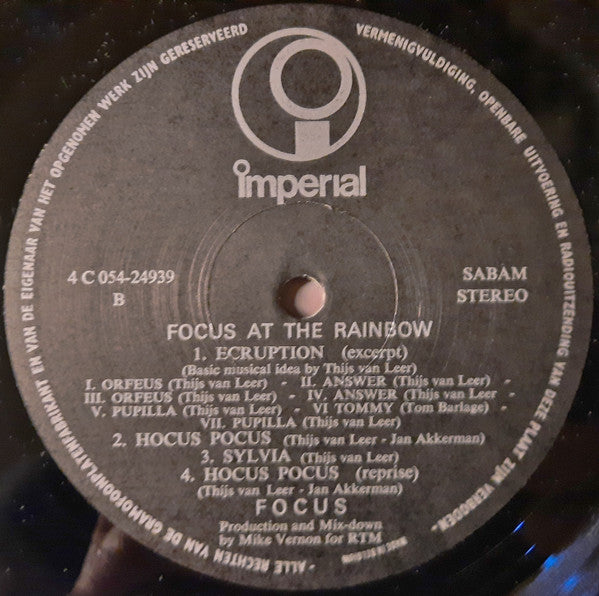 - ALLE RECHTEN VAN DE GRAMOFOONPLATENFABRIKANT EN VAN DE EIGENAAR VAN HET OPGENOMEN WERK ZIJN GERESERVEERD
VERMENIGVULDIGING, OPENBARE UITVOERING EN RADIOUITZENDING VAN DEZE PLAAT ZIJN VERBODEN -
imperial
4 C 054-24939
B
SABAM
STEREO
FOCUS AT THE RAINBOW
1. ECRUPTION (excerpt)
(Basic musical idea by Thijs van Leer)
I. ORFEUS (Thijs van Leer) - II. ANSWER (Thijs van Leer) -
III. ORFEUS (Thijs van Leer) - IV. ANSWER (Thijs van Leer) -
V. PUPILLA (Thijs van Leer) - VI TOMMY (Tom Barlage) -
VII. PUPILLA (Thijs van Leer)
2. HOCUS POCUS (Thijs van Leer - Jan Akkerman)
3. SYLVIA (Thijs van Leer)
4. HOCUS POCUS (reprise)
(Thijs van Leer - Jan Akkerman)
FOCUS
Production and Mix-down
by Mike Vernon for RTM
MADE IN BELGIUM